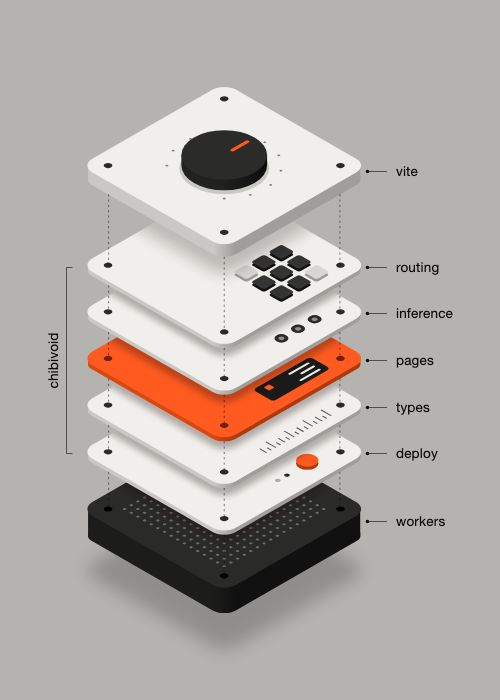 vite
routing
inference
pages
types
deploy
workers
chibivoid